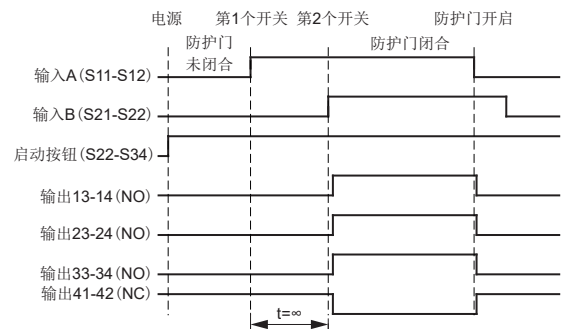 电源 第1个开关 第2个开关 防护门开启
防护门
未闭合
防护门闭合
输入A(S11-S12)
输入B(S21-S22)
启动按钮(S22-S34)
输出13-14(NO)
输出23-24(NO)
输出33-34(NO)
输出41-42(NC)
t=∞